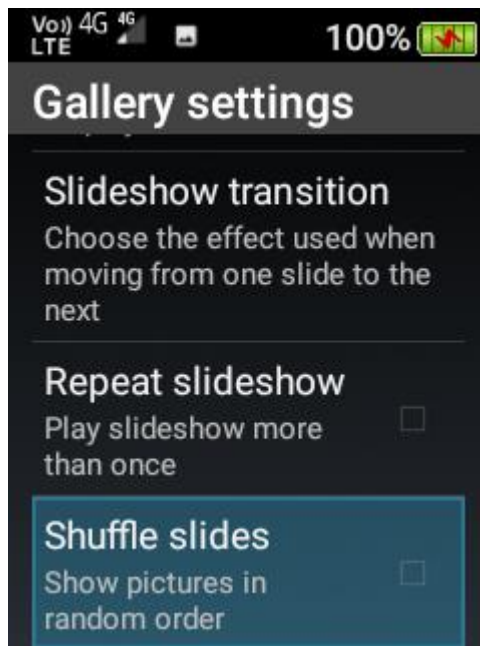 Vo)) 4G 4G
LTE
100%
Gallery settings
Slideshow transition
Choose the effect used when
moving from one slide to the
next
Repeat slideshow
Play slideshow more
than once
Shuffle slides
Show pictures in
random order